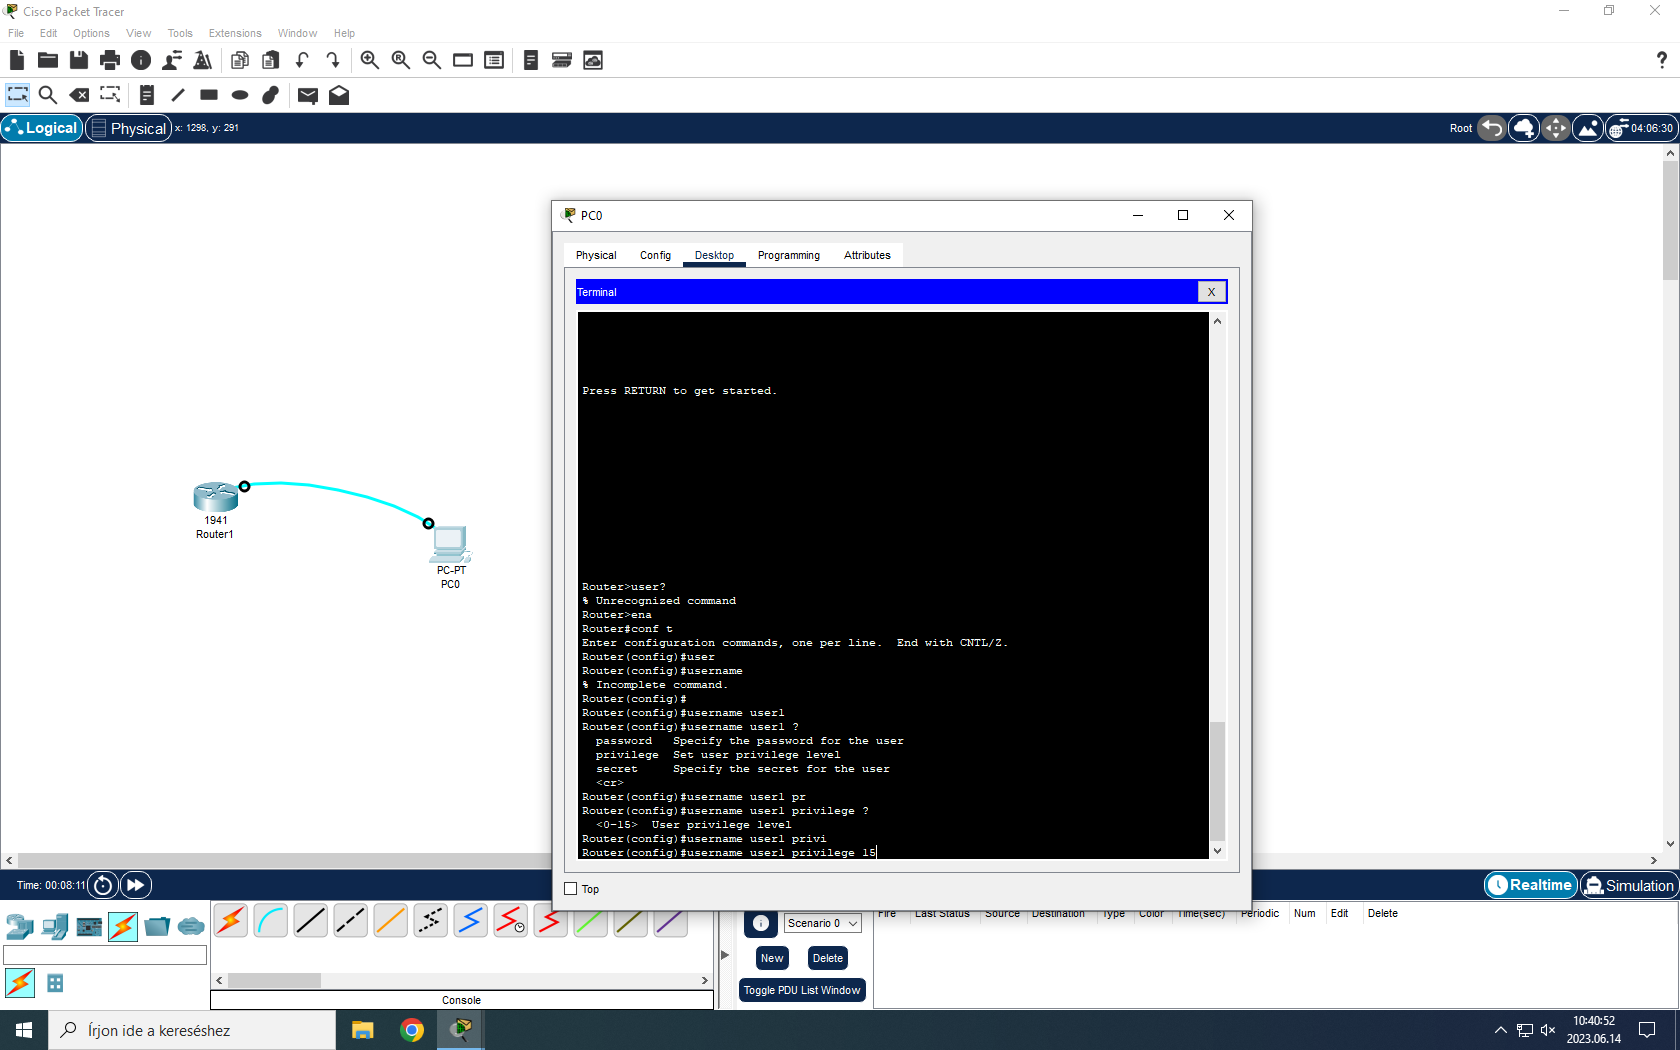 Cisco Packet Tracer
File Edit Options View Tools Extensions Window Help
?
Logical Physical x: 1298, y: 291
Root 04:06:30
PC0
Physical Config Desktop Programming Attributes
Terminal
X
Press RETURN to get started.
Router>user?
% Unrecognized command
Router>ena
Router#conf t
Enter configuration commands, one per line.  End with CNTL/Z.
Router(config)#user
Router(config)#username
% Incomplete command.
Router(config)#
Router(config)#username user1
Router(config)#username user1 ?
  password   Specify the password for the user
  privilege  Set user privilege level
  secret     Specify the secret for the user
  <cr>
Router(config)#username user1 pr
Router(config)#username user1 privilege ?
  <0-15>  User privilege level
Router(config)#username user1 privi
Router(config)#username user1 privilege 15
Top
1941
Router1
PC-PT
PC0
Time: 00:08:11
Realtime Simulation
Console
Scenario 0
New Delete
Toggle PDU List Window
Fire Last Status Source Destination Type Color Time(sec) Periodic Num Edit Delete
Írjon ide a kereséshez
10:40:52
2023.06.14